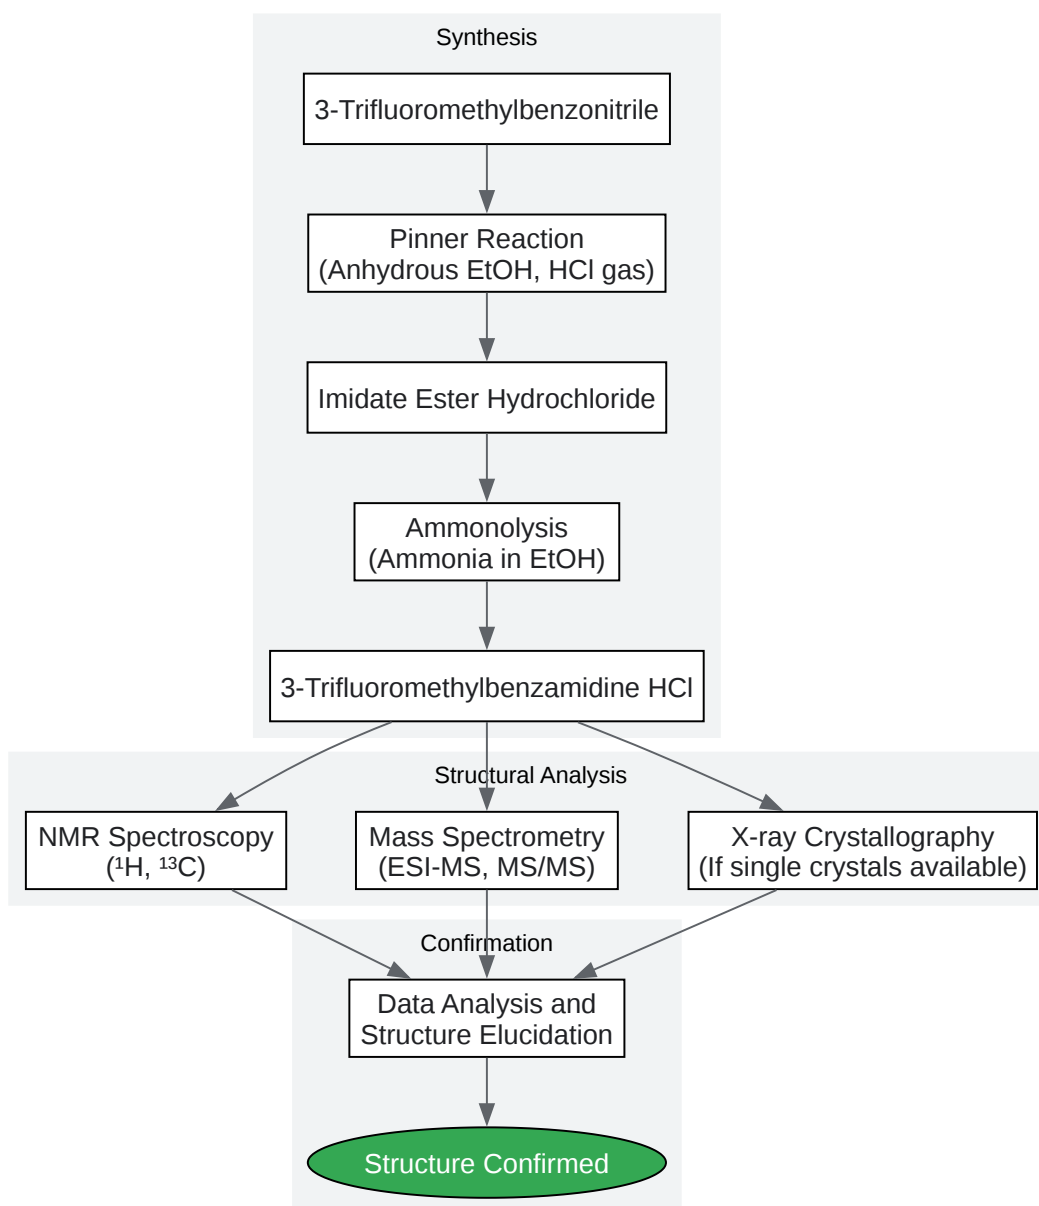 Synthesis
3-Trifluoromethylbenzonitrile
Pinner Reaction
(Anhydrous EtOH, HCl gas)
Imidate Ester Hydrochloride
Ammonolysis
(Ammonia in EtOH)
3-Trifluoromethylbenzamidine HCl
Structural Analysis
NMR Spectroscopy
(¹H, ¹³C)
Mass Spectrometry
(ESI-MS, MS/MS)
X-ray Crystallography
(If single crystals available)
Confirmation
Data Analysis and
Structure Elucidation
Structure Confirmed